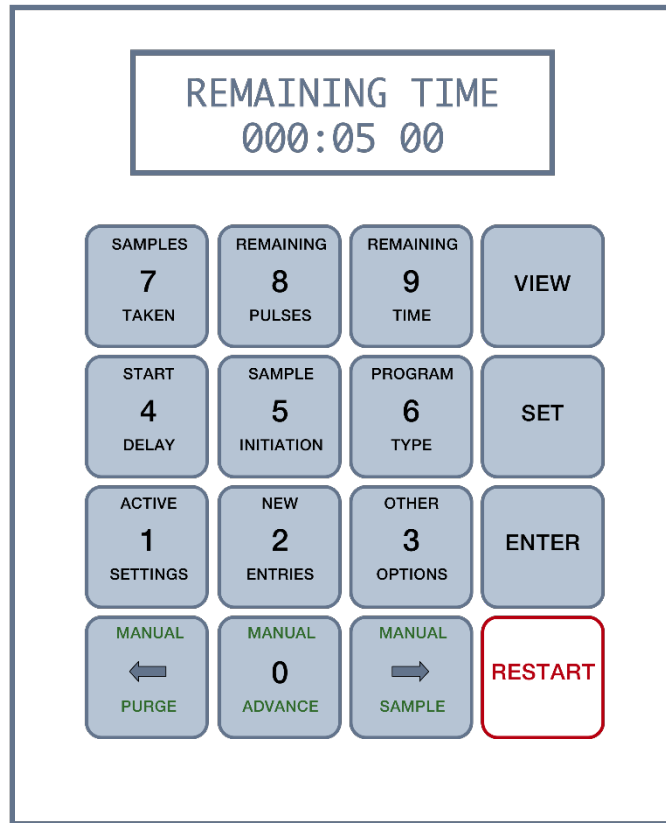 REMAINING TIME
000:05 00
SAMPLES
7
TAKEN
REMAINING
8
PULSES
REMAINING
9
TIME
VIEW
START
4
DELAY
SAMPLE
5
INITIATION
PROGRAM
6
TYPE
SET
ACTIVE
1
SETTINGS
NEW
2
ENTRIES
OTHER
3
OPTIONS
ENTER
MANUAL
PURGE
MANUAL
0
ADVANCE
MANUAL
SAMPLE
RESTART